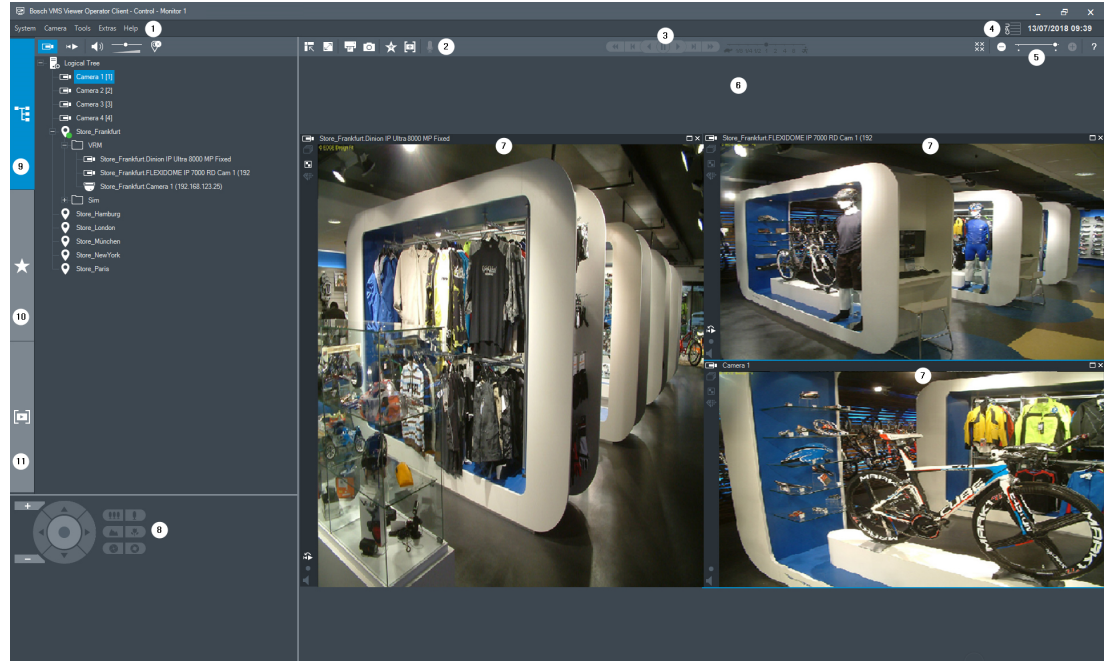 Bosch VMS Viewer Operator Client - Control - Monitor 1
System Camera Tools Extras Help 1
4 13/07/2018 09:39
2
3
5
?
6
Logical Tree
Camera 1 [1]
Camera 2 [2]
Camera 3 [3]
Camera 4 [4]
Store_Frankfurt
VRM
Store_Frankfurt.Dinion IP Ultra 8000 MP Fixed
Store_Frankfurt.FLEXIDOME IP 7000 RD Cam 1 (192
Store_Frankfurt.Camera 1 (192.168.123.25)
Sim
Store_Hamburg
Store_London
Store_München
Store_NewYork
Store_Paris
9
10
11
8
Store_Frankfurt.Dinion IP Ultra 8000 MP Fixed
7
Store_Frankfurt.FLEXIDOME IP 7000 RD Cam 1 (192
7
Camera 1
7
CUBE